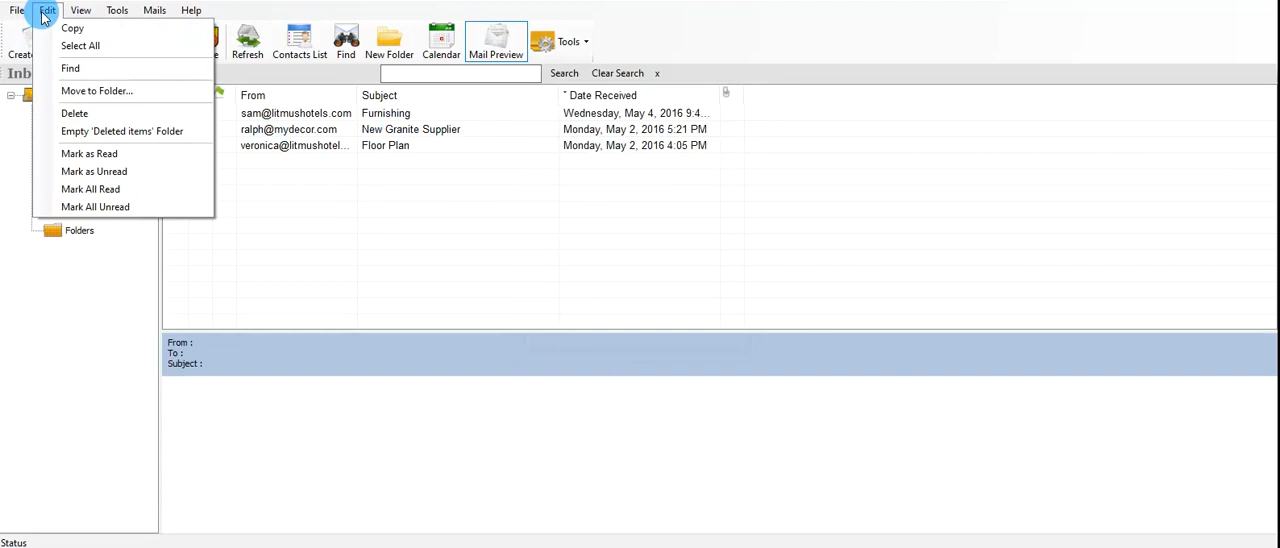 File Edit View Tools Mails Help
Copy
Select All
Find
Move to Folder...
Delete
Empty 'Deleted items' Folder
Mark as Read
Mark as Unread
Mark All Read
Mark All Unread
Refresh Contacts List Find New Folder Calendar Mail Preview Tools
Search Clear Search x
From Subject Date Received
sam@litmushotels.com Furnishing Wednesday, May 4, 2016 9:4...
ralph@mydecor.com New Granite Supplier Monday, May 2, 2016 5:21 PM
veronica@litmushotel... Floor Plan Monday, May 2, 2016 4:05 PM
Folders
From :
To :
Subject :
Status